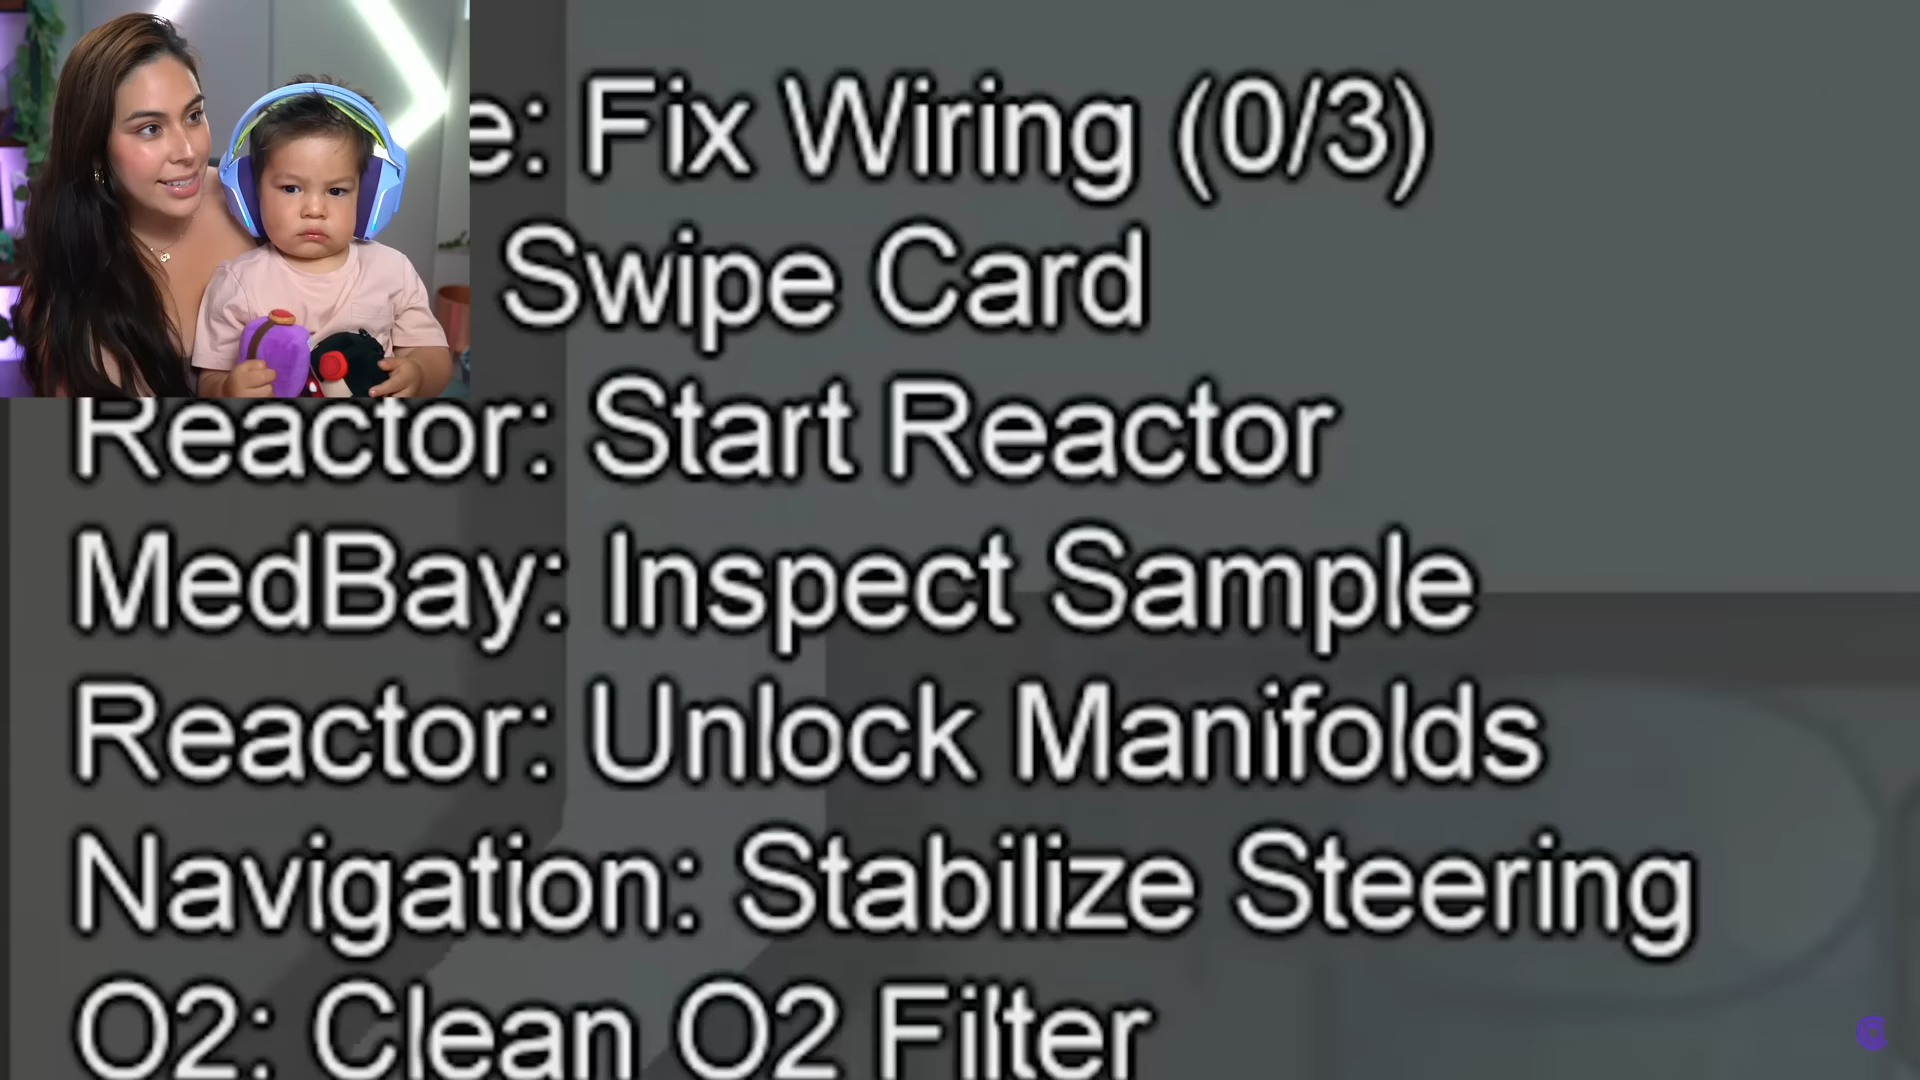 e: Fix Wiring (0/3)
Swipe Card
Reactor: Start Reactor
MedBay: Inspect Sample
Reactor: Unlock Manifolds
Navigation: Stabilize Steering
O2: Clean O2 Filter